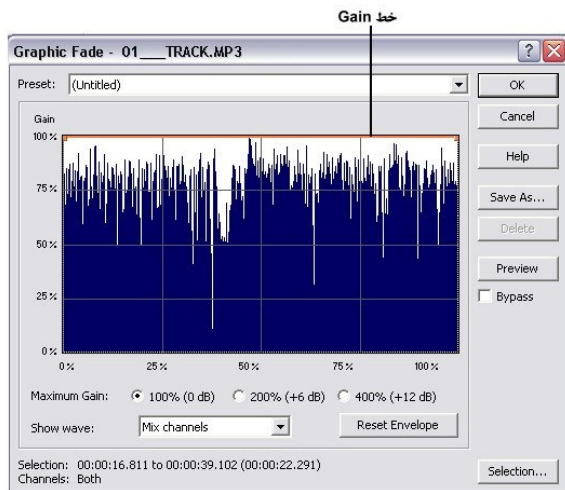 خط Gain
Graphic Fade - 01___TRACK.MP3
Preset: (Untitled)
OK
Cancel
Help
Save As...
Delete
Preview
Bypass
Gain
100 %
75 %
50 %
25 %
0 %
0 % 25 % 50 % 75 % 100 %
Maximum Gain: 100% (0 dB) 200% (+6 dB) 400% (+12 dB)
Show wave: Mix channels Reset Envelope
Selection: 00:00:16.811 to 00:00:39.102 (00:00:22.291)
Channels: Both
Selection...